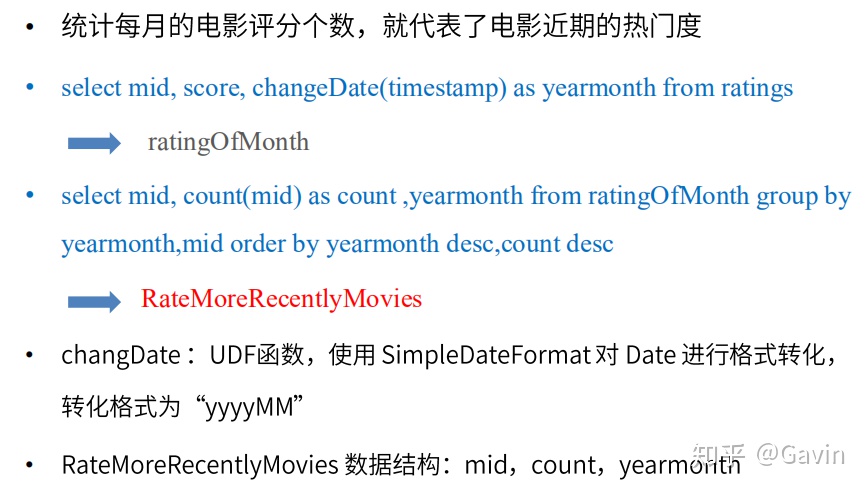 • 统计每月的电影评分个数，就代表了电影近期的热门度
• select mid, score, changeDate(timestamp) as yearmonth from ratings
ratingOfMonth
• select mid, count(mid) as count ,yearmonth from ratingOfMonth group by
yearmonth,mid order by yearmonth desc,count desc
RateMoreRecentlyMovies
• changDate：UDF函数，使用 SimpleDateFormat 对 Date 进行格式转化，
转化格式为“yyyyMM”
• RateMoreRecentlyMovies 数据结构：mid，count，yearmonth
知乎 @Gavin